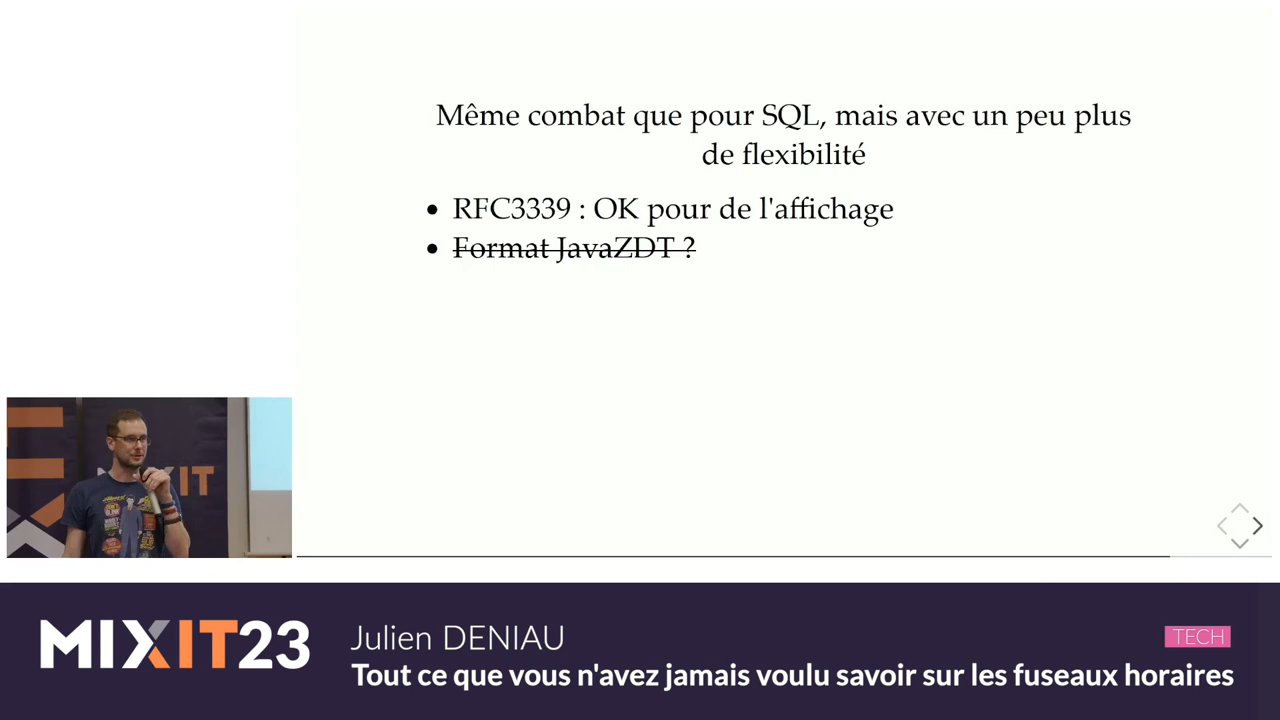 Même combat que pour SQL, mais avec un peu plus
de flexibilité
RFC3339 : OK pour de l'affichage
Format JavaZDT ?
MIXIT
MIXIT23
Julien DENIAU
TECH
Tout ce que vous n'avez jamais voulu savoir sur les fuseaux horaires